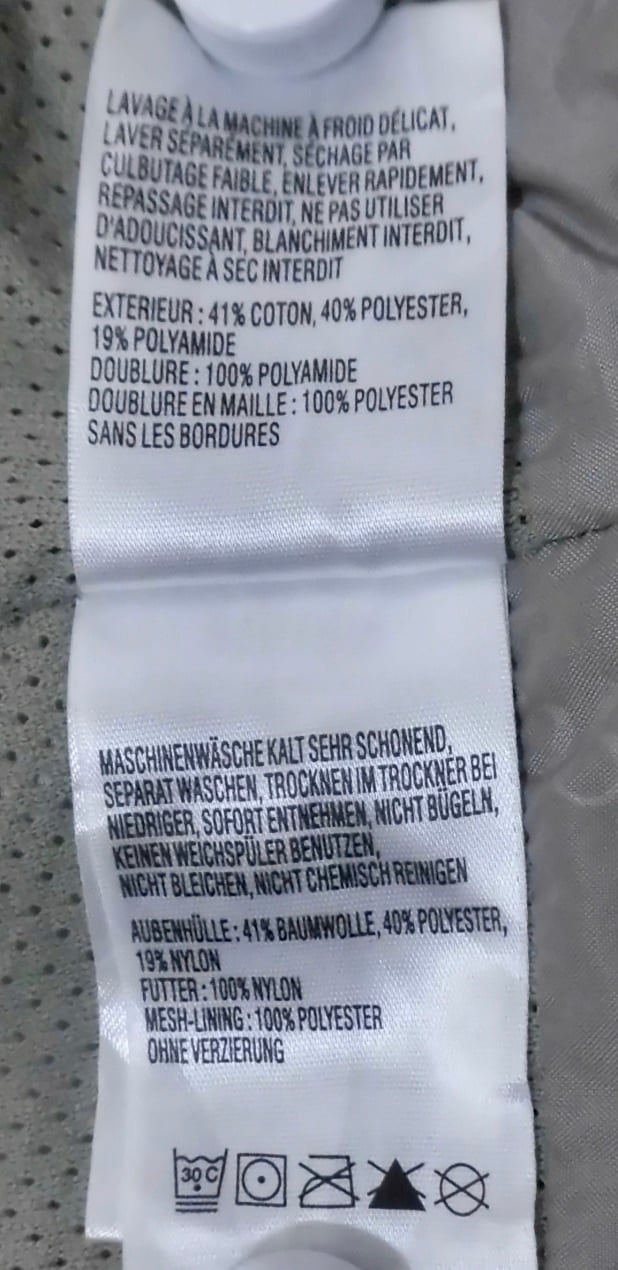 LAVAGE À LA MACHINE À FROID DÉLICAT,
LAVER SÉPARÉMENT, SÉCHAGE PAR
CULBUTAGE FAIBLE, ENLEVER RAPIDEMENT,
REPASSAGE INTERDIT, NE PAS UTILISER
D'ADOUCISSANT, BLANCHIMENT INTERDIT,
NETTOYAGE À SEC INTERDIT
EXTERIEUR : 41% COTON, 40% POLYESTER,
19% POLYAMIDE
DOUBLURE : 100% POLYAMIDE
DOUBLURE EN MAILLE : 100% POLYESTER
SANS LES BORDURES
MASCHINENWÄSCHE KALT SEHR SCHONEND,
SEPARAT WASCHEN, TROCKNEN IM TROCKNER BEI
NIEDRIGER, SOFORT ENTNEHMEN, NICHT BÜGELN,
KEINEN WEICHSPÜLER BENUTZEN,
NICHT BLEICHEN, NICHT CHEMISCH REINIGEN
AUBENHÜLLE : 41% BAUMWOLLE, 40% POLYESTER,
19% NYLON
FUTTER : 100% NYLON
MESH-LINING : 100% POLYESTER
OHNE VERZIERUNG
30 C